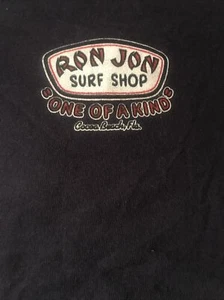 RON JON
SURF SHOP
ONE OF A KIND
Cocoa Beach, Fla.